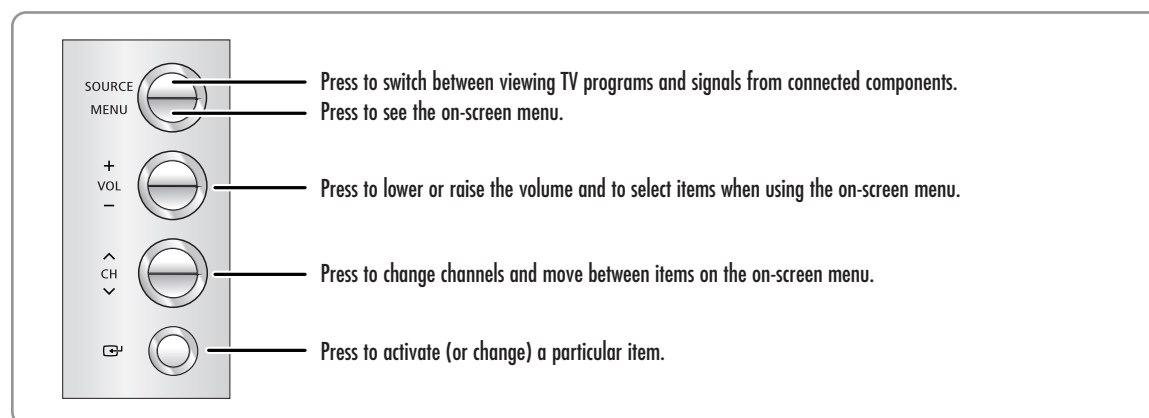 SOURCE
Press to switch between viewing TV programs and signals from connected components.
MENU
Press to see the on-screen menu.
+
VOL
–
Press to lower or raise the volume and to select items when using the on-screen menu.
CH
Press to change channels and move between items on the on-screen menu.
Press to activate (or change) a particular item.